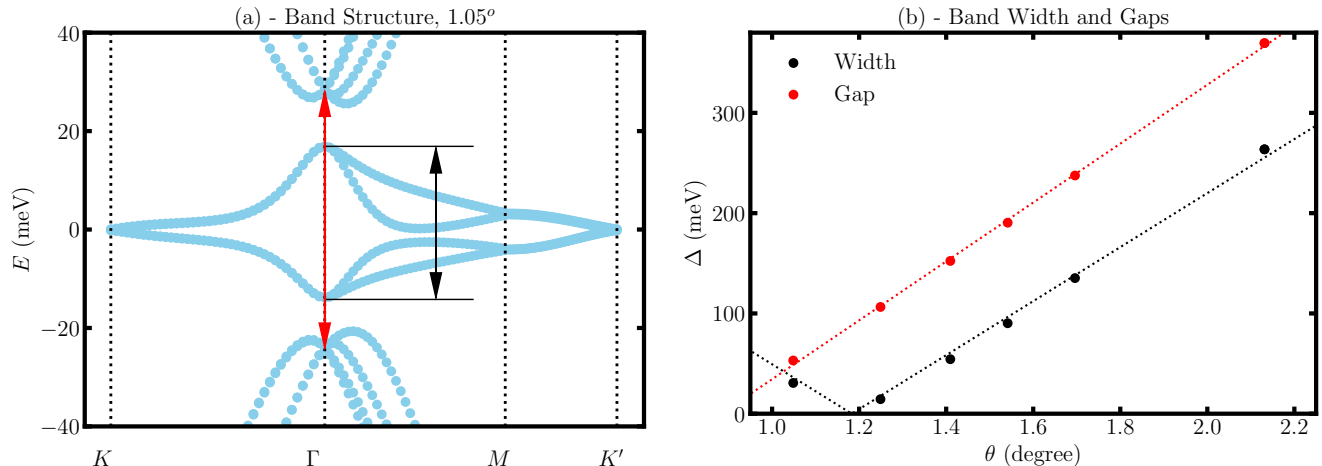 (a) - Band Structure, 1.05°
40
20
0
−20
−40
E (meV)
K
Γ
M
K′
(b) - Band Width and Gaps
Width
Gap
300
200
100
0
Δ (meV)
1.0
1.2
1.4
1.6
1.8
2.0
2.2
θ (degree)